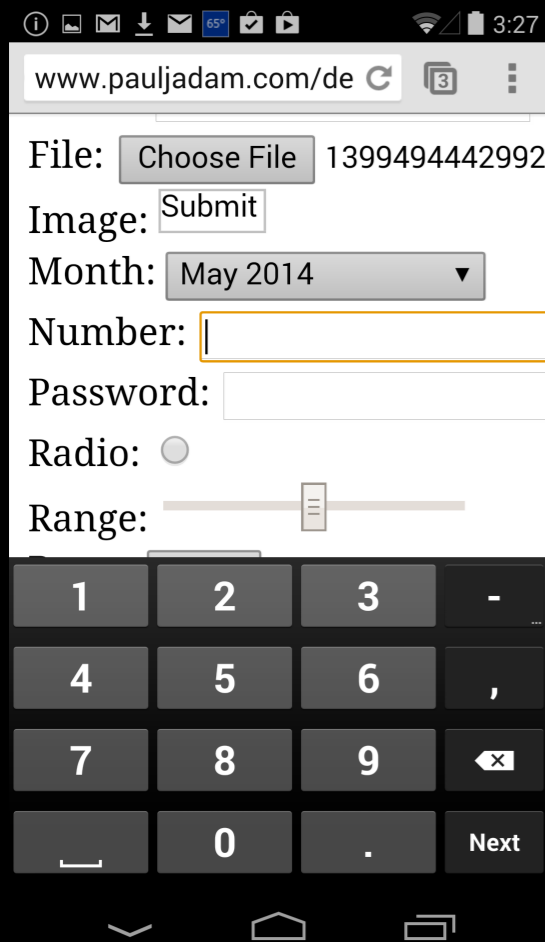 65° 3:27
www.pauljadam.com/de 3
File: Choose File 1399494442992
Image: Submit
Month: May 2014
Number:
Password:
Radio:
Range:
1 2 3 -
...
4 5 6 ,
7 8 9
0 . Next